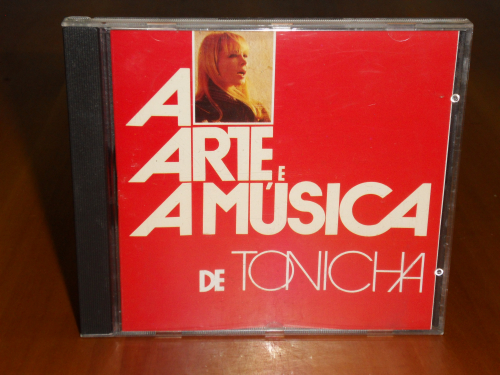 A
ARTE E
A MÚSICA
DE TONICHA